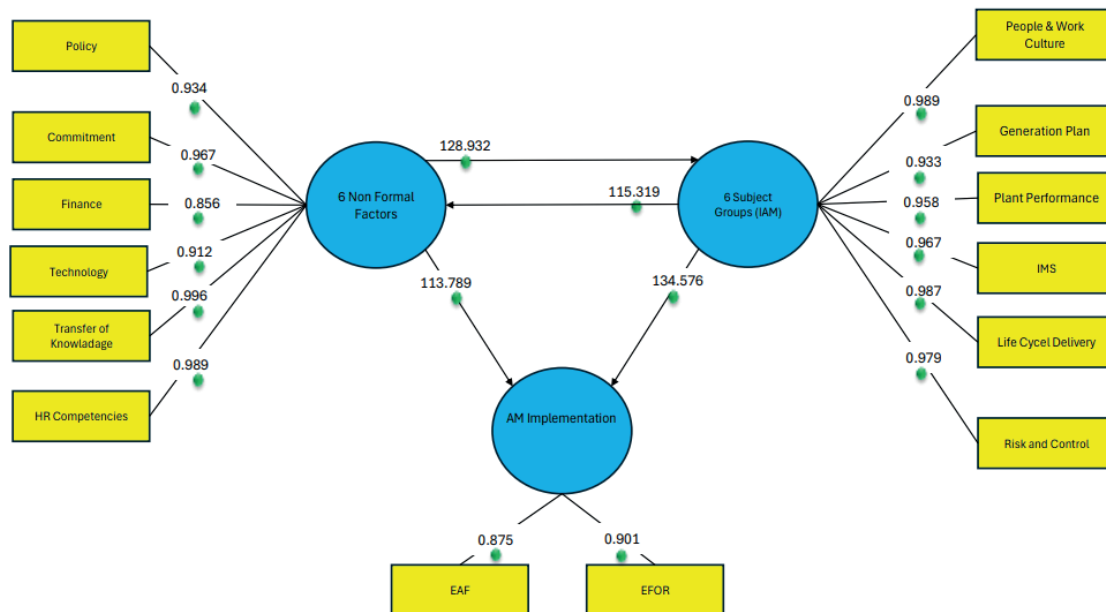 Policy
0.934
Commitment
0.967
Finance
0.856
Technology
0.912
Transfer of
Knowladage
0.996
HR Competencies
0.989
6 Non Formal
Factors
128.932
115.319
6 Subject
Groups (IAM)
113.789
134.576
AM Implementation
0.875
0.901
EAF
EFOR
People & Work
Culture
0.989
Generation Plan
0.933
Plant Performance
0.958
IMS
0.967
Life Cycel Delivery
0.987
Risk and Control
0.979